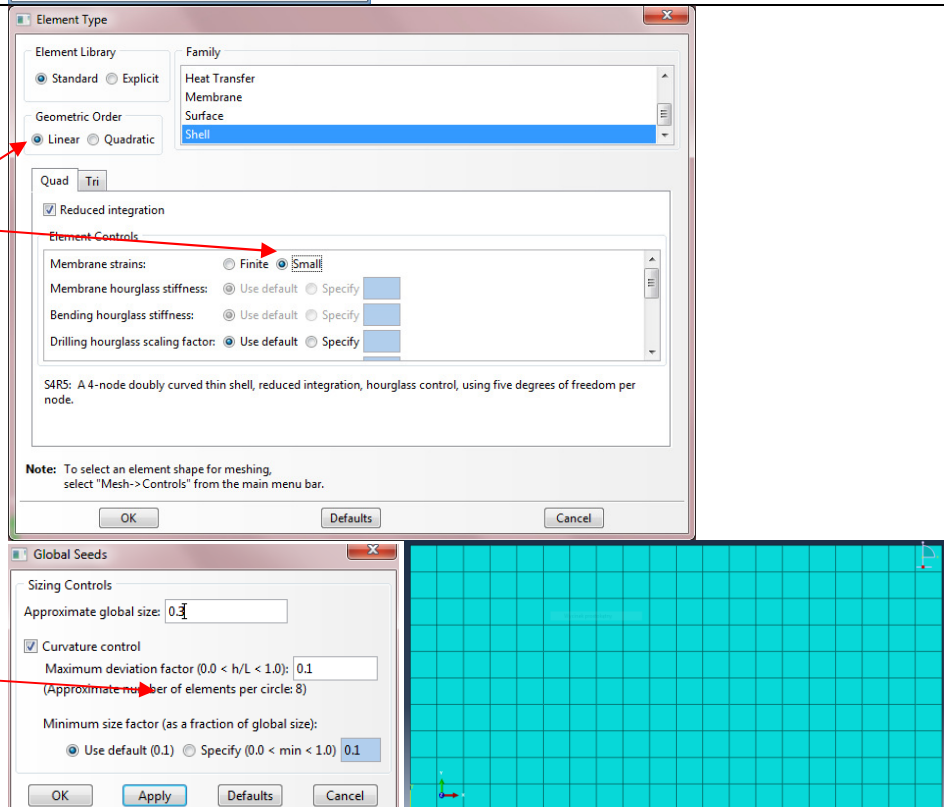 Element Type
Element Library
Standard Explicit
Family
Heat Transfer
Membrane
Surface
Shell
Geometric Order
Linear Quadratic
Quad Tri
Reduced integration
Element Controls
Membrane strains: Finite Small
Membrane hourglass stiffness: Use default Specify
Bending hourglass stiffness: Use default Specify
Drilling hourglass scaling factor: Use default Specify
S4R5: A 4-node doubly curved thin shell, reduced integration, hourglass control, using five degrees of freedom per
node.
Note: To select an element shape for meshing,
select "Mesh->Controls" from the main menu bar.
OK Defaults Cancel
Global Seeds
Sizing Controls
Approximate global size: 0.3
Curvature control
Maximum deviation factor (0.0 < h/L < 1.0): 0.1
(Approximate number of elements per circle: 8)
Minimum size factor (as a fraction of global size):
Use default (0.1) Specify (0.0 < min < 1.0) 0.1
OK Apply Defaults Cancel